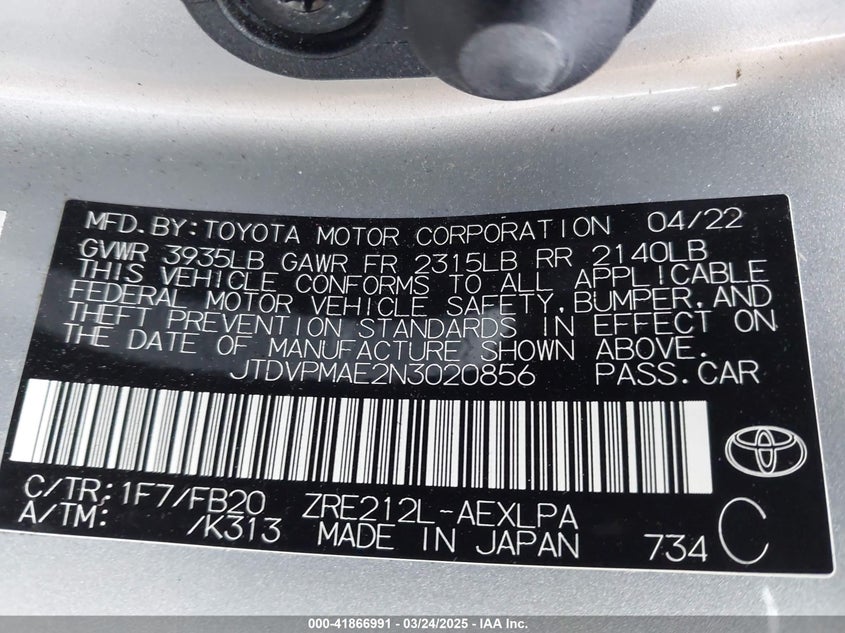 MFD. BY: TOYOTA MOTOR CORPORATION 04/22
GVWR 3935LB GAWR FR 2315LB RR 2140LB
THIS VEHICLE CONFORMS TO ALL APPLICABLE
FEDERAL MOTOR VEHICLE SAFETY, BUMPER, AND
THEFT PREVENTION STANDARDS IN EFFECT ON
THE DATE OF MANUFACTURE SHOWN ABOVE.
JTDVPMAE2N3020856 PASS. CAR
C/TR: 1F7/FB20 ZRE212L-AEXLPA
A/TM: /K313 MADE IN JAPAN 734 C
000-41866991 - 03/24/2025 - IAA Inc.